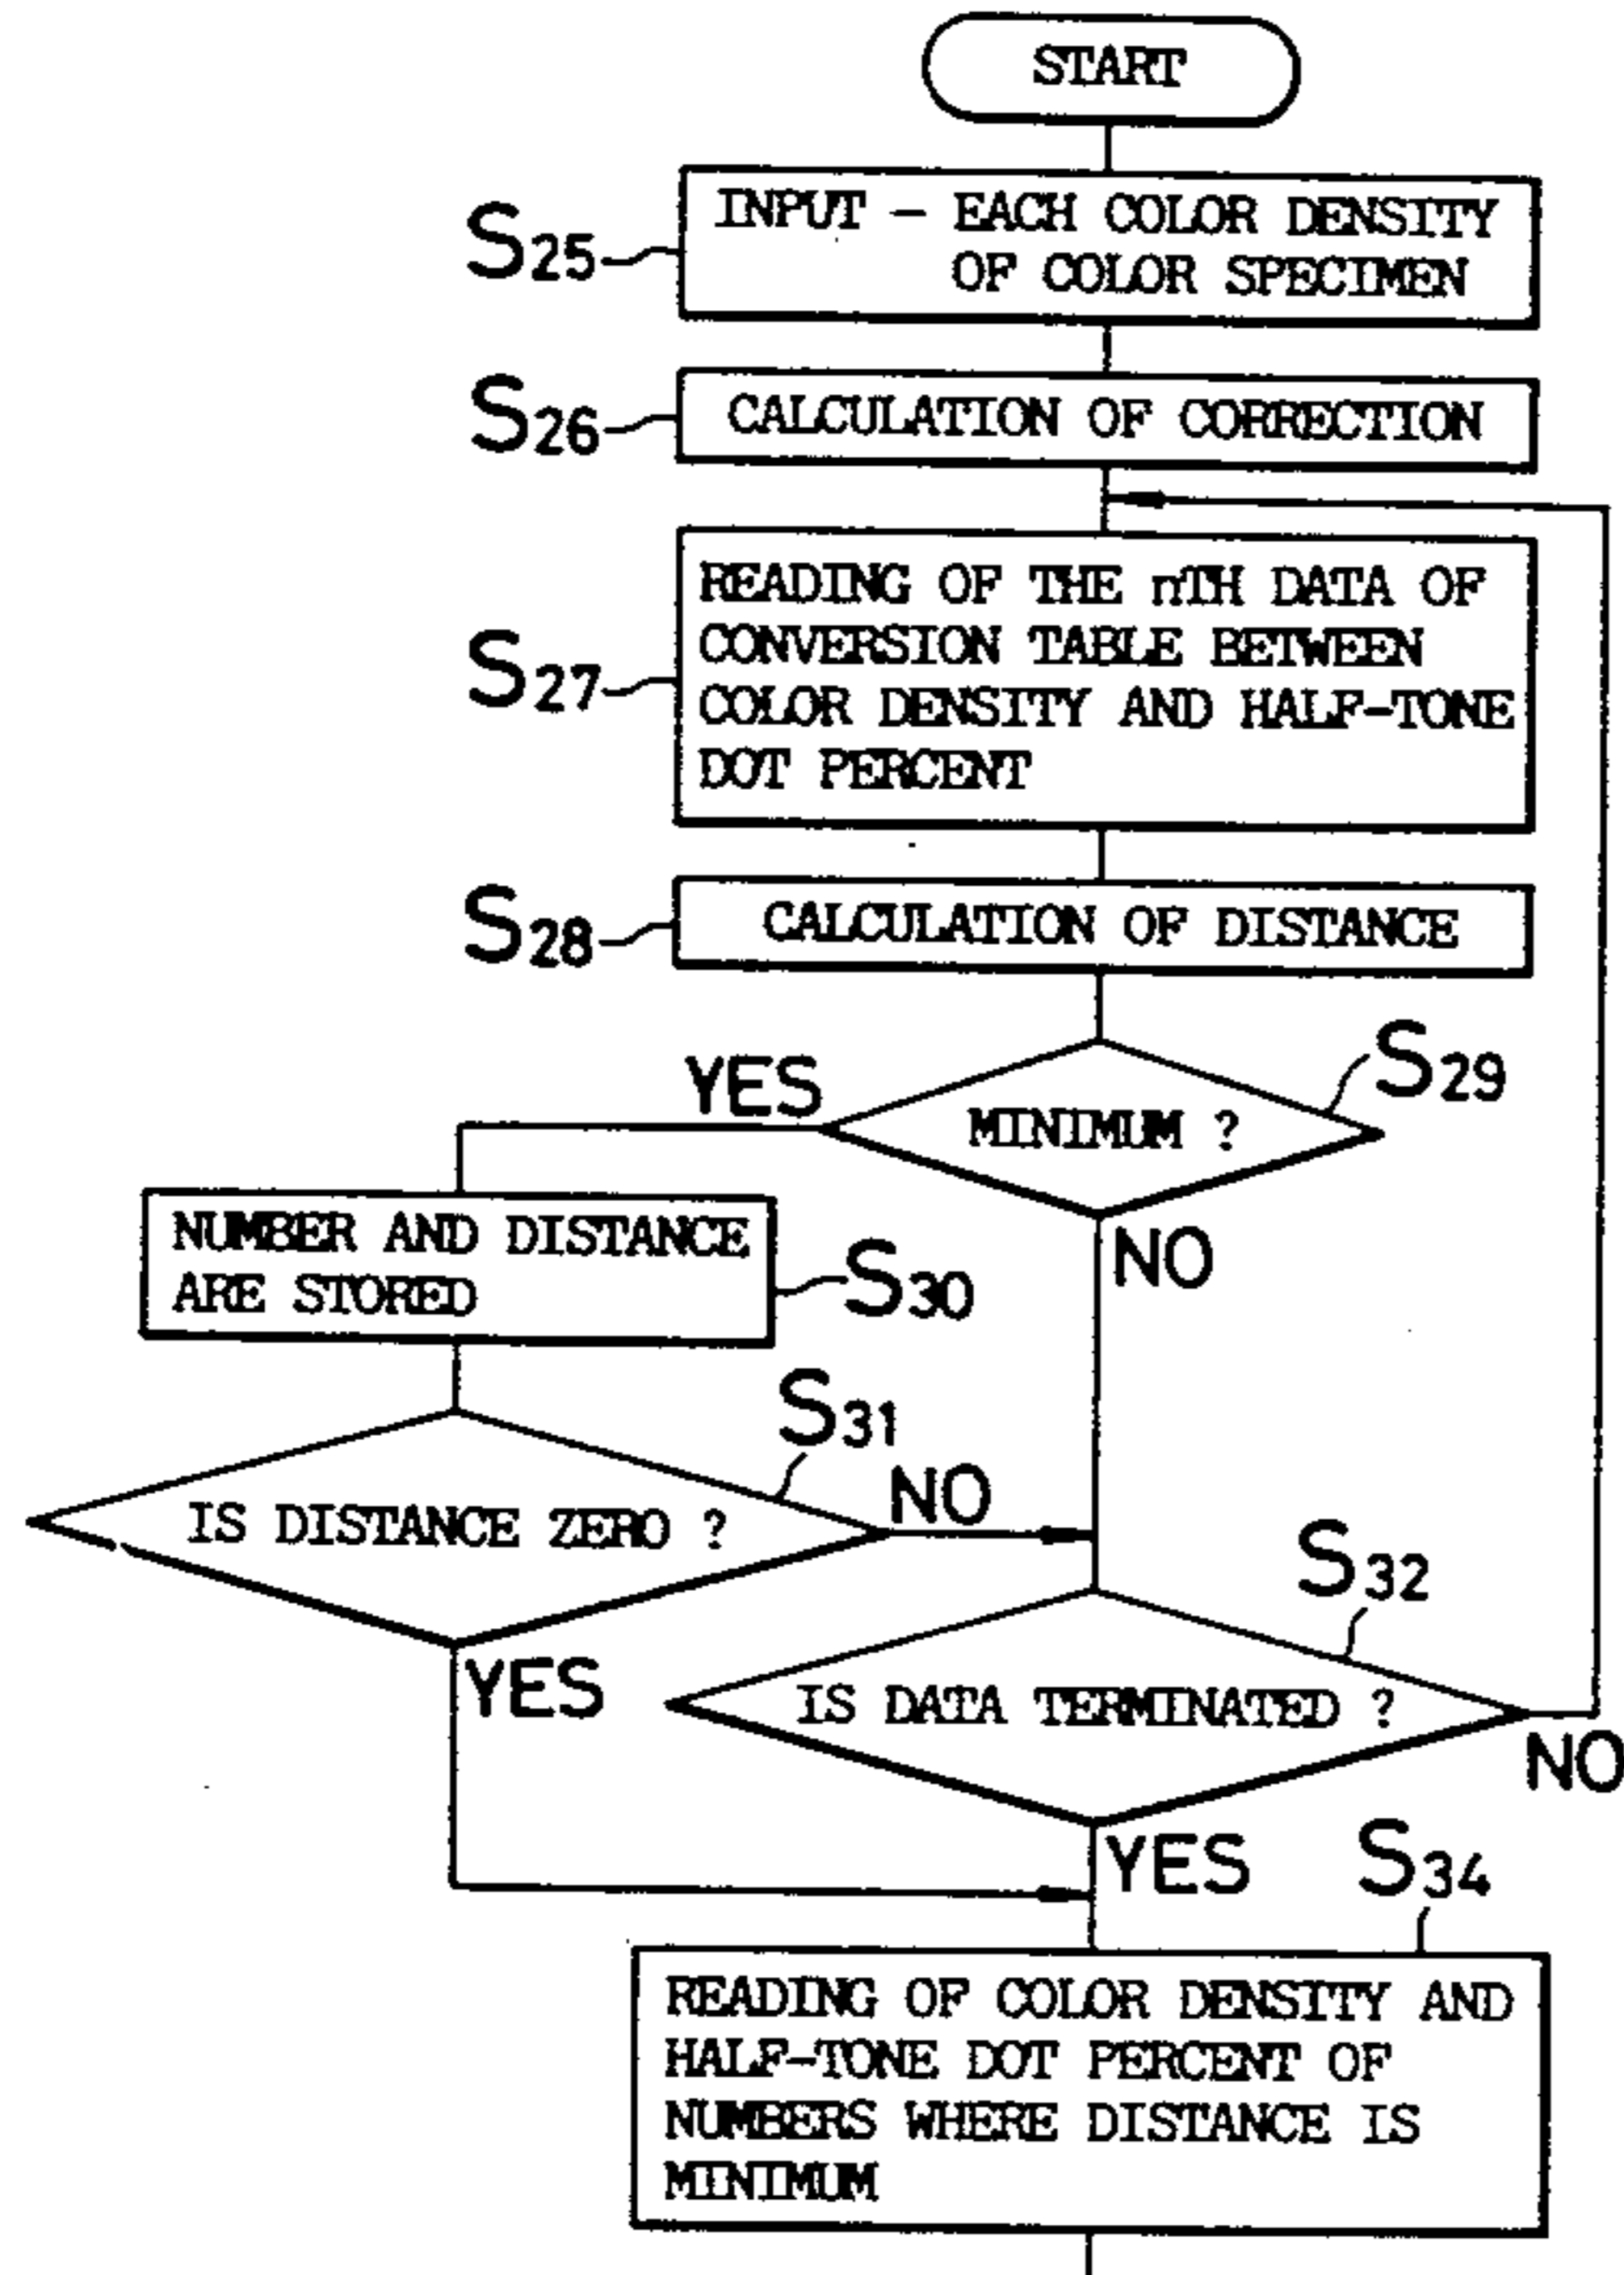 START
S25
INPUT - EACH COLOR DENSITY
OF COLOR SPECIMEN
S26
CALCULATION OF CORRECTION
S27
READING OF THE nTH DATA OF
CONVERSION TABLE BETWEEN
COLOR DENSITY AND HALF-TONE
DOT PERCENT
S28
CALCULATION OF DISTANCE
S29
YES
MINIMUM ?
NO
NUMBER AND DISTANCE
ARE STORED
S30
S31
NO
IS DISTANCE ZERO ?
S32
YES
IS DATA TERMINATED ?
NO
YES
S34
READING OF COLOR DENSITY AND
HALF-TONE DOT PERCENT OF
NUMBERS WHERE DISTANCE IS
MINIMUM